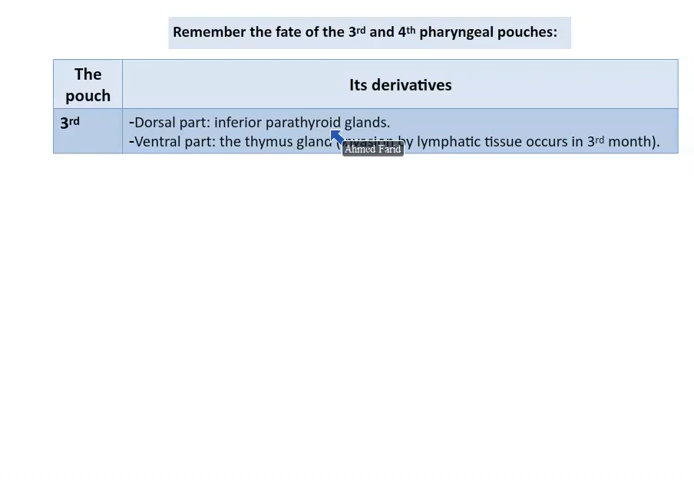 Remember the fate of the 3rd and 4th pharyngeal pouches:
The pouch
Its derivatives
3rd
-Dorsal part: inferior parathyroid glands.
-Ventral part: the thymus gland (invasion by lymphatic tissue occurs in 3rd month).
Ahmed Farid